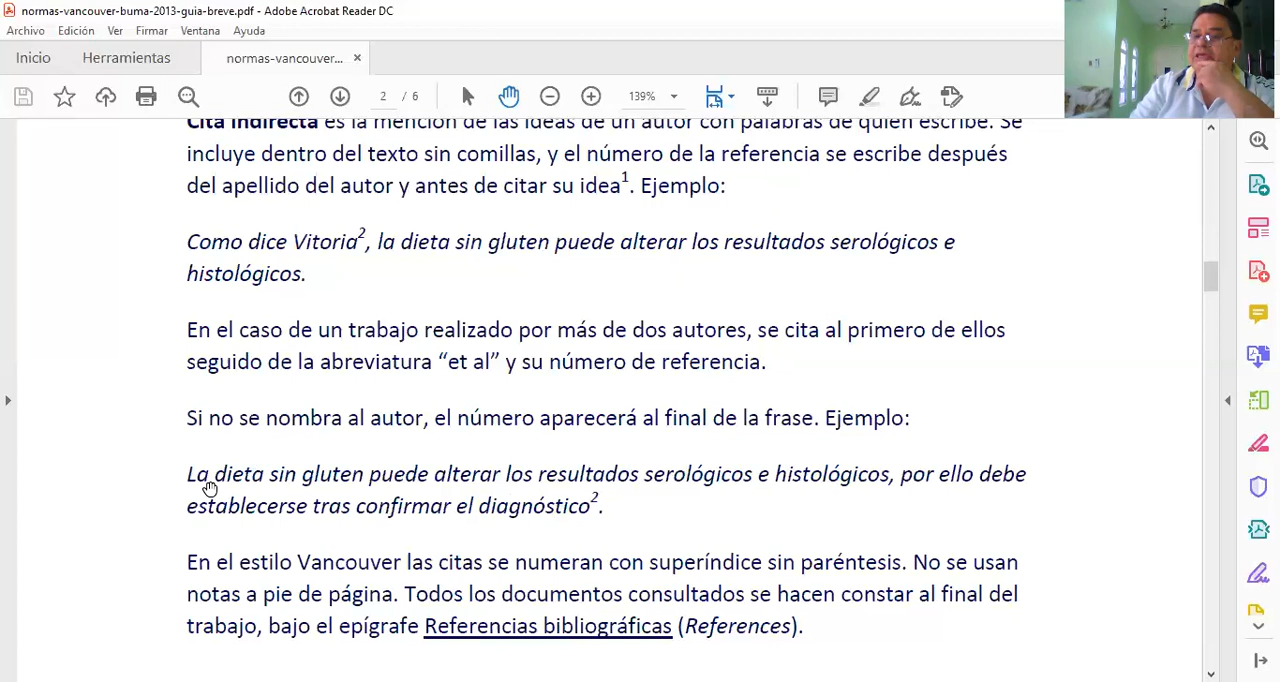 normas-vancouver-buma-2013-guia-breve.pdf - Adobe Acrobat Reader DC
Archivo Edición Ver Firmar Ventana Ayuda
Inicio Herramientas normas-vancouver... ×
2 / 6 139%
Cita indirecta es la mención de las ideas de un autor con palabras de quien escribe. Se
incluye dentro del texto sin comillas, y el número de la referencia se escribe después
del apellido del autor y antes de citar su idea¹. Ejemplo:
Como dice Vitoria², la dieta sin gluten puede alterar los resultados serológicos e
histológicos.
En el caso de un trabajo realizado por más de dos autores, se cita al primero de ellos
seguido de la abreviatura “et al” y su número de referencia.
Si no se nombra al autor, el número aparecerá al final de la frase. Ejemplo:
La dieta sin gluten puede alterar los resultados serológicos e histológicos, por ello debe
establecerse tras confirmar el diagnóstico².
En el estilo Vancouver las citas se numeran con superíndice sin paréntesis. No se usan
notas a pie de página. Todos los documentos consultados se hacen constar al final del
trabajo, bajo el epígrafe Referencias bibliográficas (References).